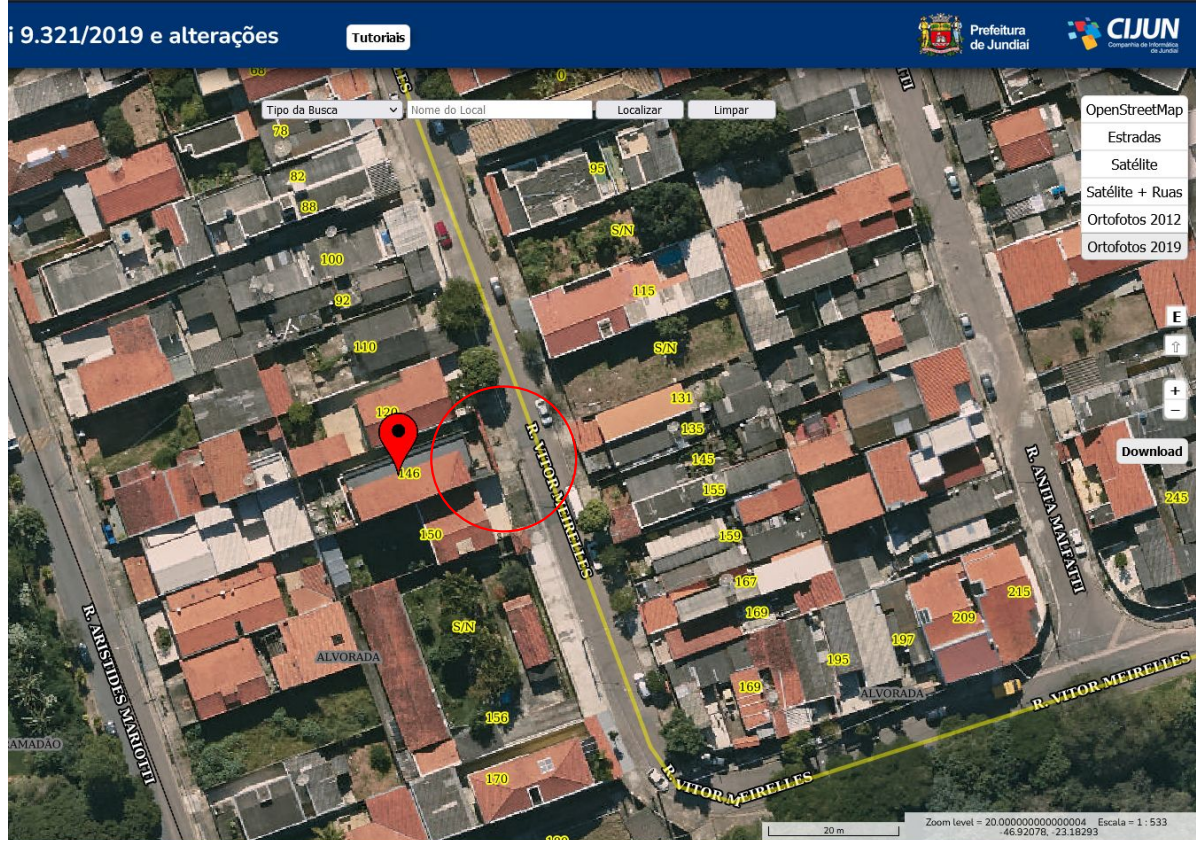 i 9.321/2019 e alterações
Tutoriais
Prefeitura
de Jundiaí
CIJUN
Companhia de Informática
de Jundiaí
Tipo da Busca
Nome do Local
Localizar
Limpar
OpenStreetMap
Estradas
Satélite
Satélite + Ruas
Ortofotos 2012
Ortofotos 2019
E
⇧
+
−
Download
68
0
78
82
88
95
S/N
100
92
115
110
S/N
120
131
135
146
145
155
150
159
167
169
S/N
156
170
169
195
197
209
215
245
R. VITOR MEIRELLES
R. ANITA MALFATTI
R. ARISTIDES MARIOTTI
ALVORADA
ALVORADA
RAMADÃO
R. VITOR MEIRELLES
R. VITOR MEIRELLES
20 m
Zoom level = 20.000000000000004 Escala = 1 : 533
-46.92078, -23.18293